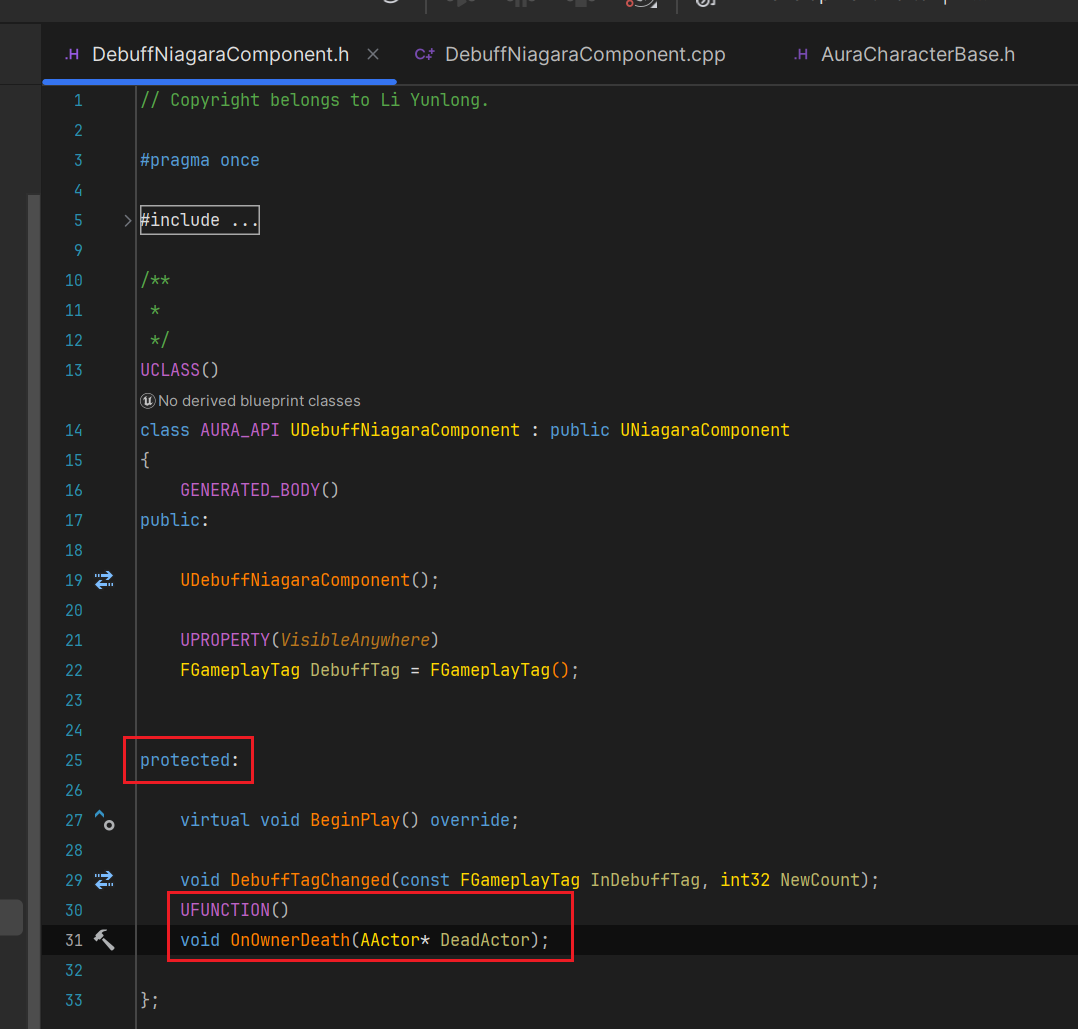 .H DebuffNiagaraComponent.h × C++ DebuffNiagaraComponent.cpp .H AuraCharacterBase.h
1 // Copyright belongs to Li Yunlong.
2
3 #pragma once
4
5 #include ...
9
10 /**
11  *
12  */
13 UCLASS()
No derived blueprint classes
14 class AURA_API UDebuffNiagaraComponent : public UNiagaraComponent
15 {
16     GENERATED_BODY()
17 public:
18
19     UDebuffNiagaraComponent();
20
21     UPROPERTY(VisibleAnywhere)
22     FGameplayTag DebuffTag = FGameplayTag();
23
24
25 protected:
26
27     virtual void BeginPlay() override;
28
29     void DebuffTagChanged(const FGameplayTag InDebuffTag, int32 NewCount);
30     UFUNCTION()
31     void OnOwnerDeath(AActor* DeadActor);
32
33 };